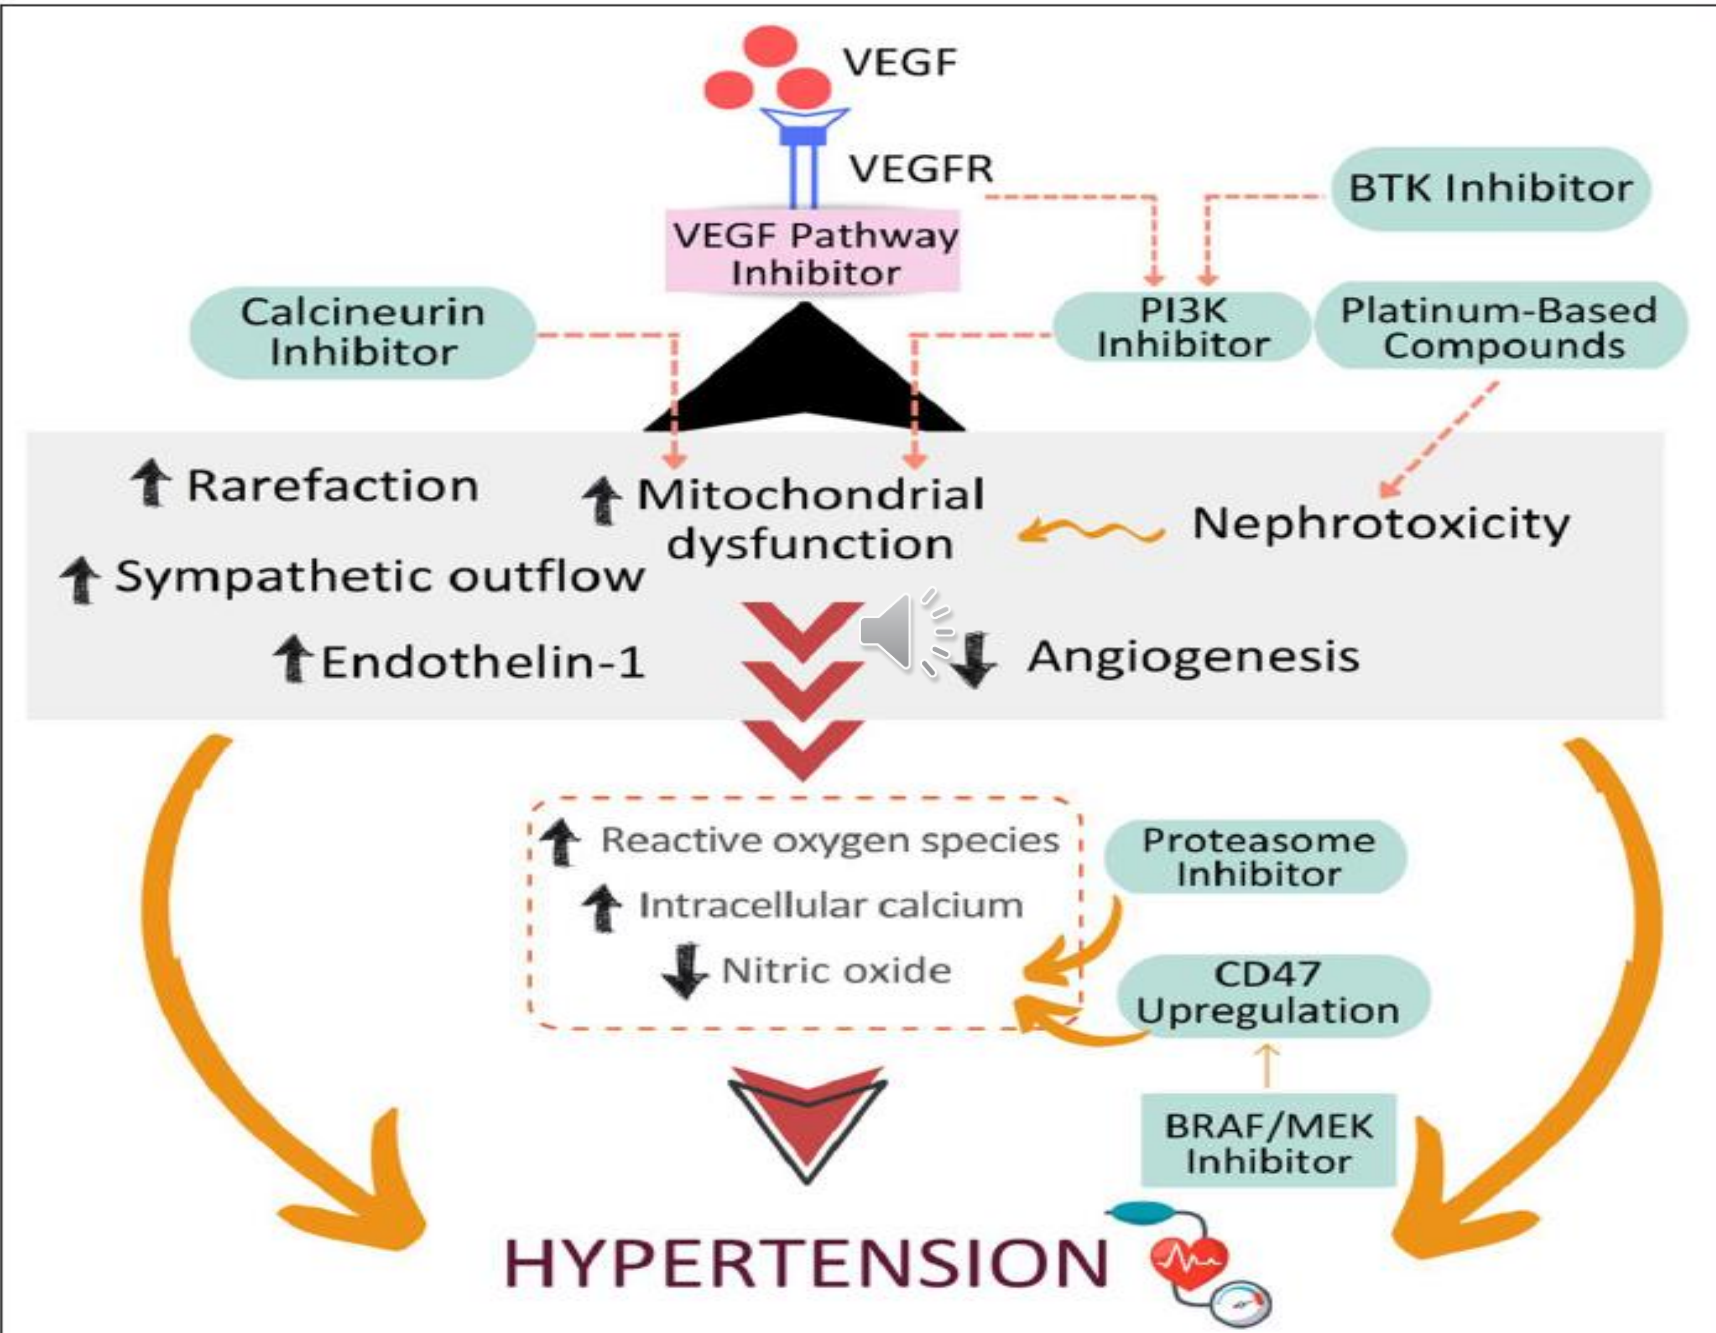 VEGF
VEGFR
BTK Inhibitor
VEGF Pathway
Inhibitor
Calcineurin
Inhibitor
PI3K
Inhibitor
Platinum-Based
Compounds
Rarefaction
Mitochondrial
dysfunction
Nephrotoxicity
Sympathetic outflow
Endothelin-1
Angiogenesis
Reactive oxygen species
Intracellular calcium
Nitric oxide
Proteasome
Inhibitor
CD47
Upregulation
BRAF/MEK
Inhibitor
HYPERTENSION